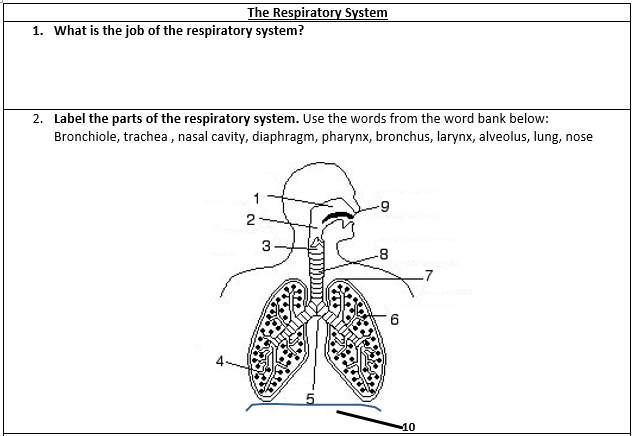 The Respiratory System
1. What is the job of the respiratory system?
2. Label the parts of the respiratory system. Use the words from the word bank below:
Bronchiole, trachea , nasal cavity, diaphragm, pharynx, bronchus, larynx, alveolus, lung, nose
1
9
2
3
8
7
6
4
5
10